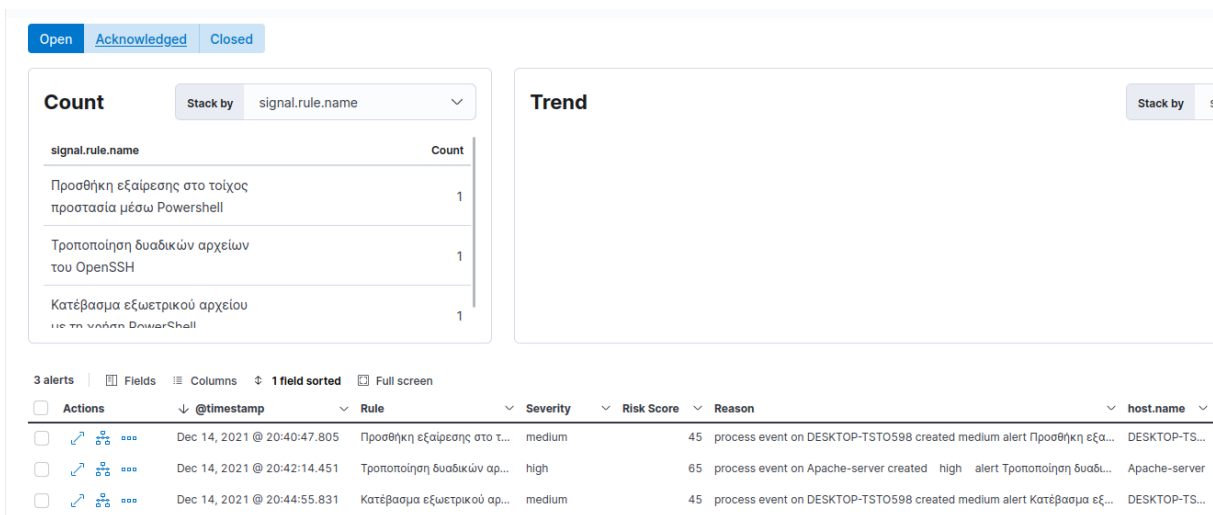 Open Acknowledged Closed
Count Stack by signal.rule.name
Trend Stack by
signal.rule.name Count
Προσθήκη εξαίρεσης στο τοίχος
προστασία μέσω Powershell 1
Τροποποίηση δυαδικών αρχείων
του OpenSSH 1
Κατέβασμα εξωετρικού αρχείου
με τη χρήση PowerShell 1
3 alerts Fields Columns 1 field sorted Full screen
Actions @timestamp Rule Severity Risk Score Reason host.name
Dec 14, 2021 @ 20:40:47.805 Προσθήκη εξαίρεσης στο τ... medium 45 process event on DESKTOP-TSTO598 created medium alert Προσθήκη εξα... DESKTOP-TS...
Dec 14, 2021 @ 20:42:14.451 Τροποποίηση δυαδικών αρ... high 65 process event on Apache-server created high alert Τροποποίηση δυαδι... Apache-server
Dec 14, 2021 @ 20:44:55.831 Κατέβασμα εξωετρικού αρ... medium 45 process event on DESKTOP-TSTO598 created medium alert Κατέβασμα εξ... DESKTOP-TS...